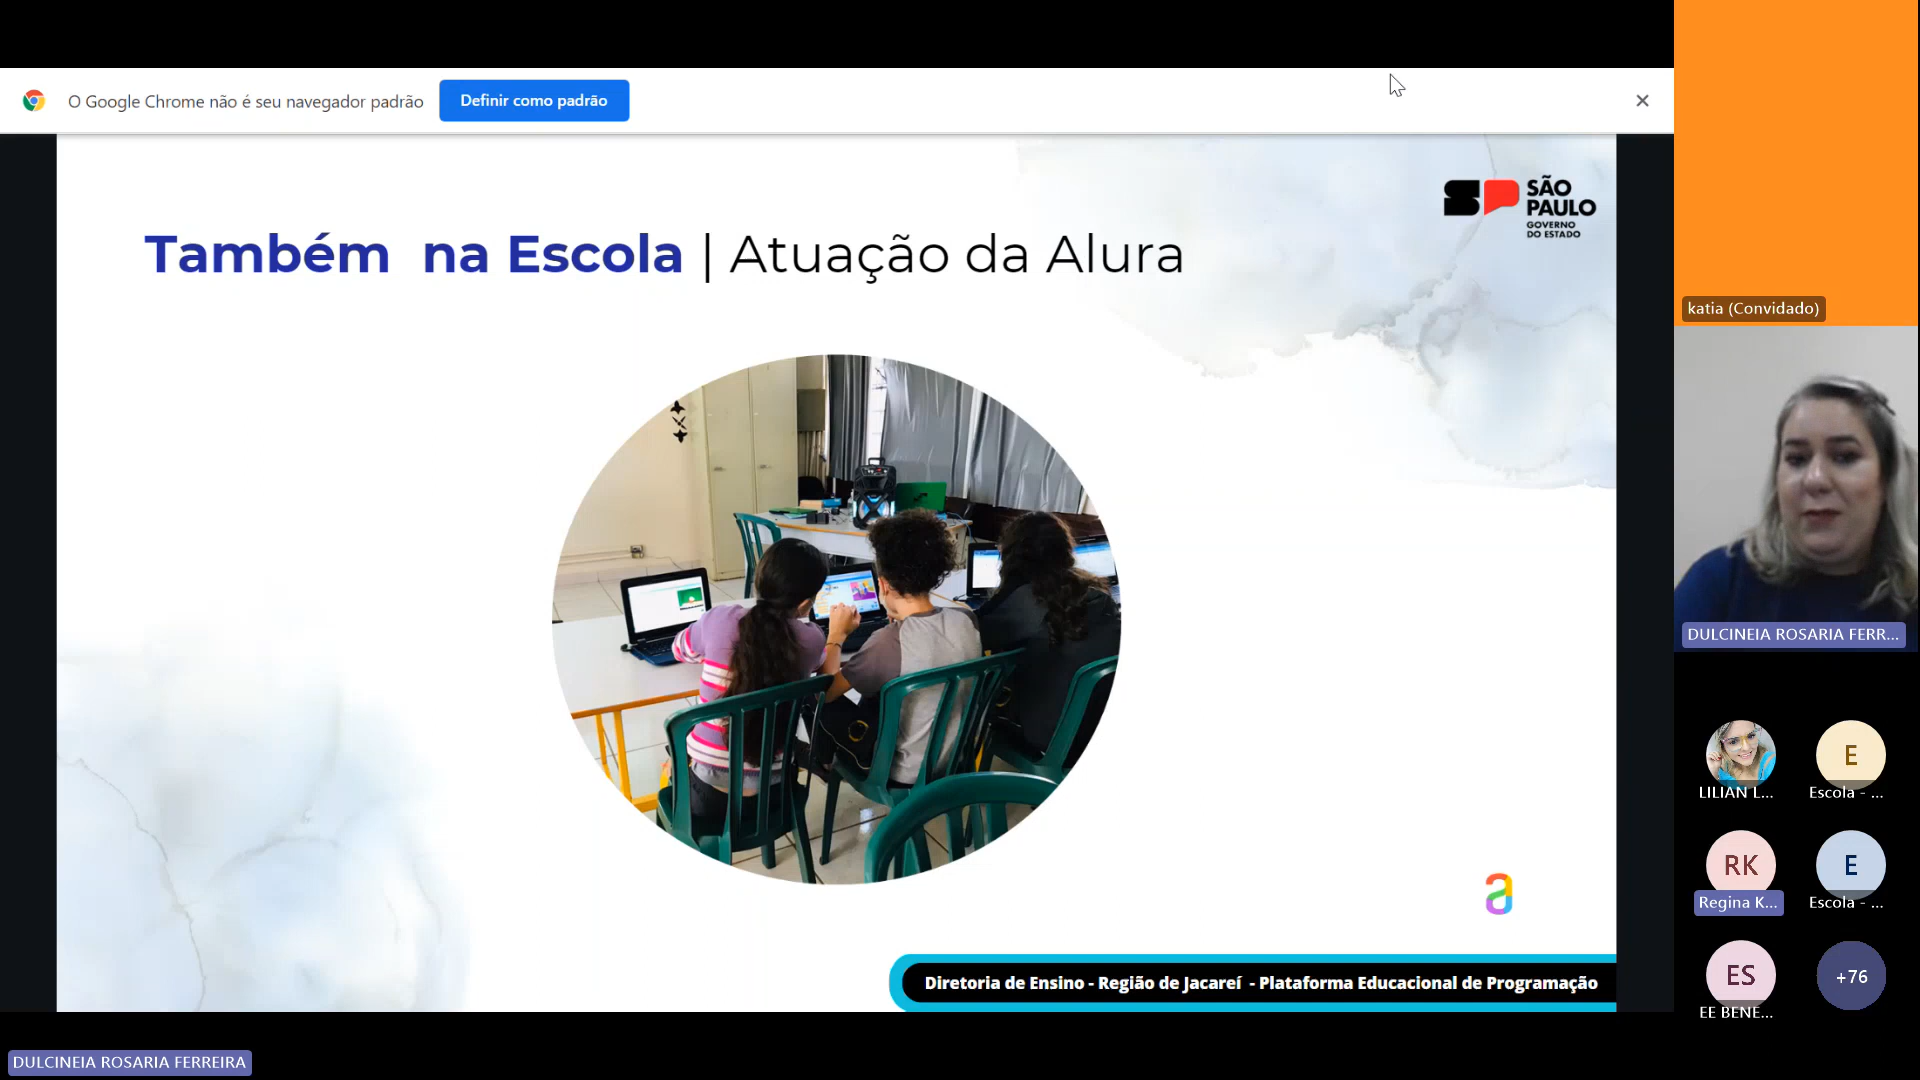 O Google Chrome não é seu navegador padrão
Definir como padrão
SÃO
PAULO
GOVERNO
DO ESTADO
Também na Escola | Atuação da Alura
a
Diretoria de Ensino - Região de Jacareí - Plataforma Educacional de Programação
DULCINEIA ROSARIA FERREIRA
katia (Convidado)
DULCINEIA ROSARIA FERR...
LILIAN L...
E
Escola - ...
RK
Regina K...
E
Escola - ...
ES
EE BENE...
+76